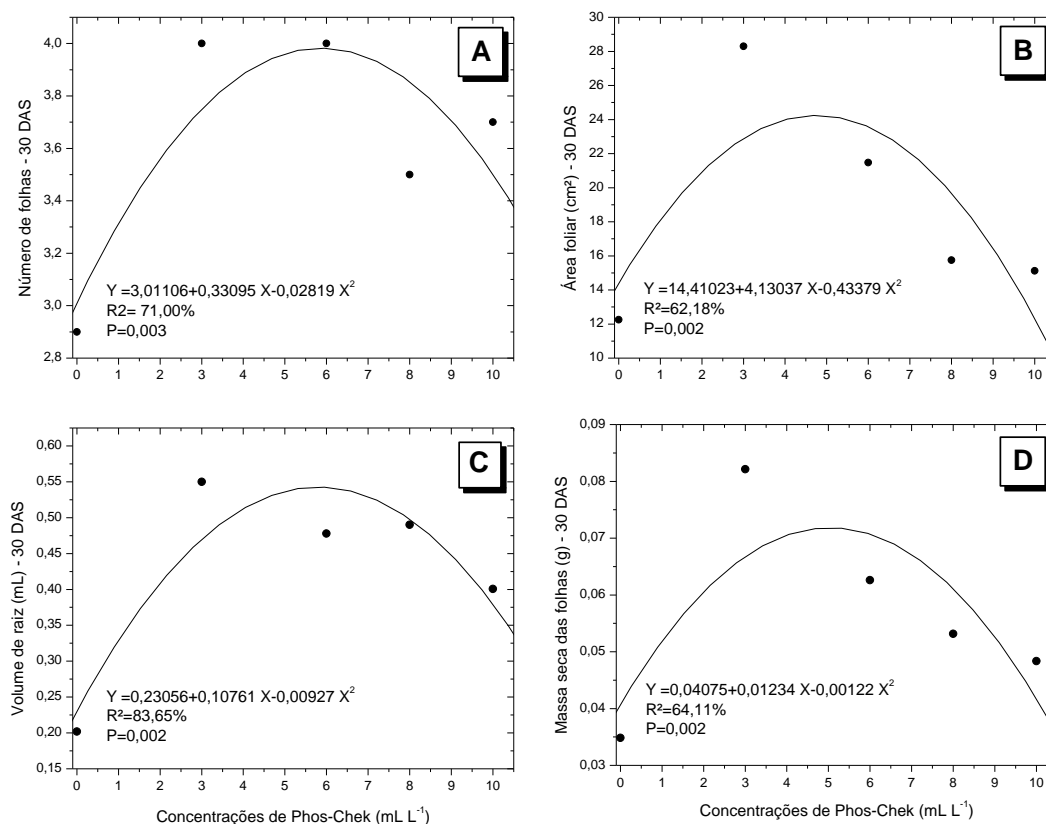 Número de folhas - 30 DAS
4,0
3,8
3,6
3,4
3,2
3,0
2,8
A
Y =3,01106+0,33095 X-0,02819 X²
R2= 71,00%
P=0,003
0 1 2 3 4 5 6 7 8 9 10
Área foliar (cm²) - 30 DAS
30
28
26
24
22
20
18
16
14
12
10
B
Y =14,41023+4,13037 X-0,43379 X²
R²=62,18%
P=0,002
0 1 2 3 4 5 6 7 8 9 10
Volume de raiz (mL) - 30 DAS
0,60
0,55
0,50
0,45
0,40
0,35
0,30
0,25
0,20
0,15
C
Y =0,23056+0,10761 X-0,00927 X²
R²=83,65%
P=0,002
0 1 2 3 4 5 6 7 8 9 10
Concentrações de Phos-Chek (mL L⁻¹)
Massa seca das folhas (g) - 30 DAS
0,09
0,08
0,07
0,06
0,05
0,04
0,03
D
Y =0,04075+0,01234 X-0,00122 X²
R²=64,11%
P=0,002
0 1 2 3 4 5 6 7 8 9 10
Concentrações de Phos-Chek (mL L⁻¹)